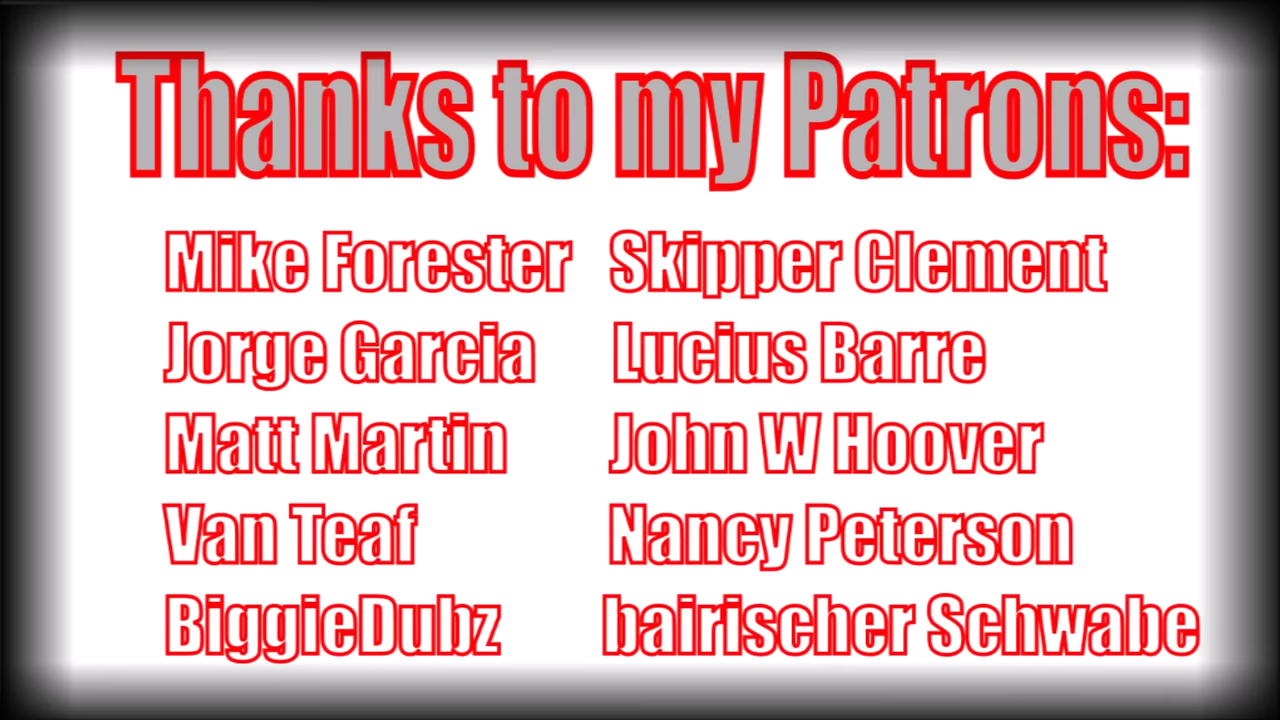 Thanks to my Patrons:
Mike Forester Skipper Clement
Jorge Garcia Lucius Barre
Matt Martin John W Hoover
Van Teaf Nancy Peterson
BiggieDubz bairischer Schwabe